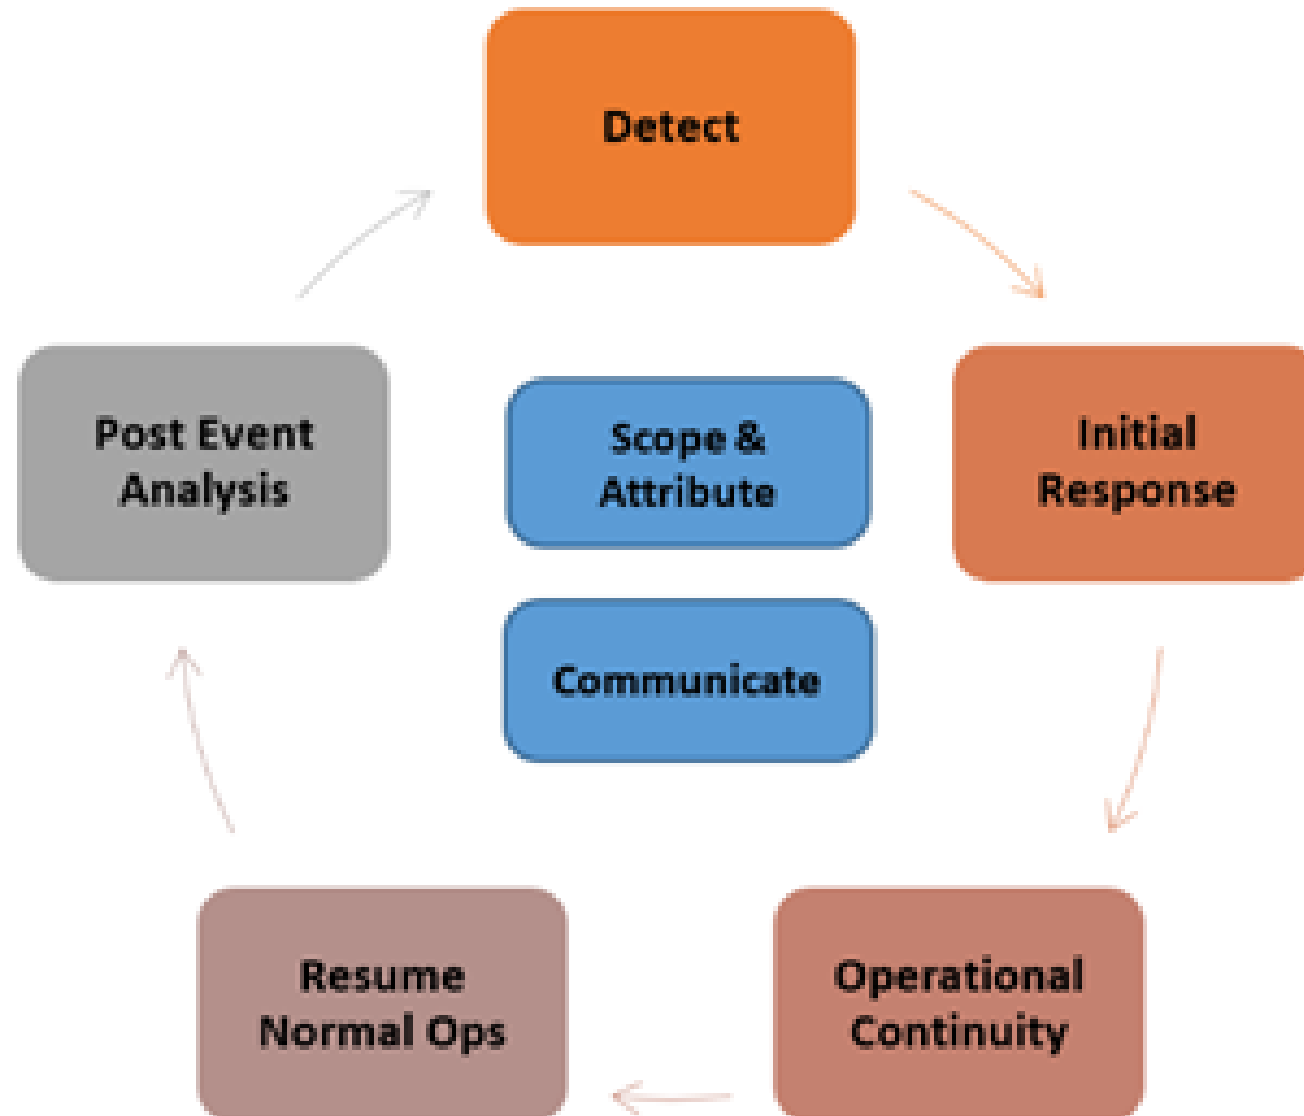 Detect
Post Event
Analysis
Scope &
Attribute
Initial
Response
Communicate
Resume
Normal Ops
Operational
Continuity